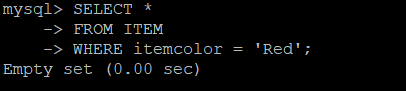 mysql> SELECT *
    -> FROM ITEM
    -> WHERE itemcolor = 'Red';
Empty set (0.00 sec)